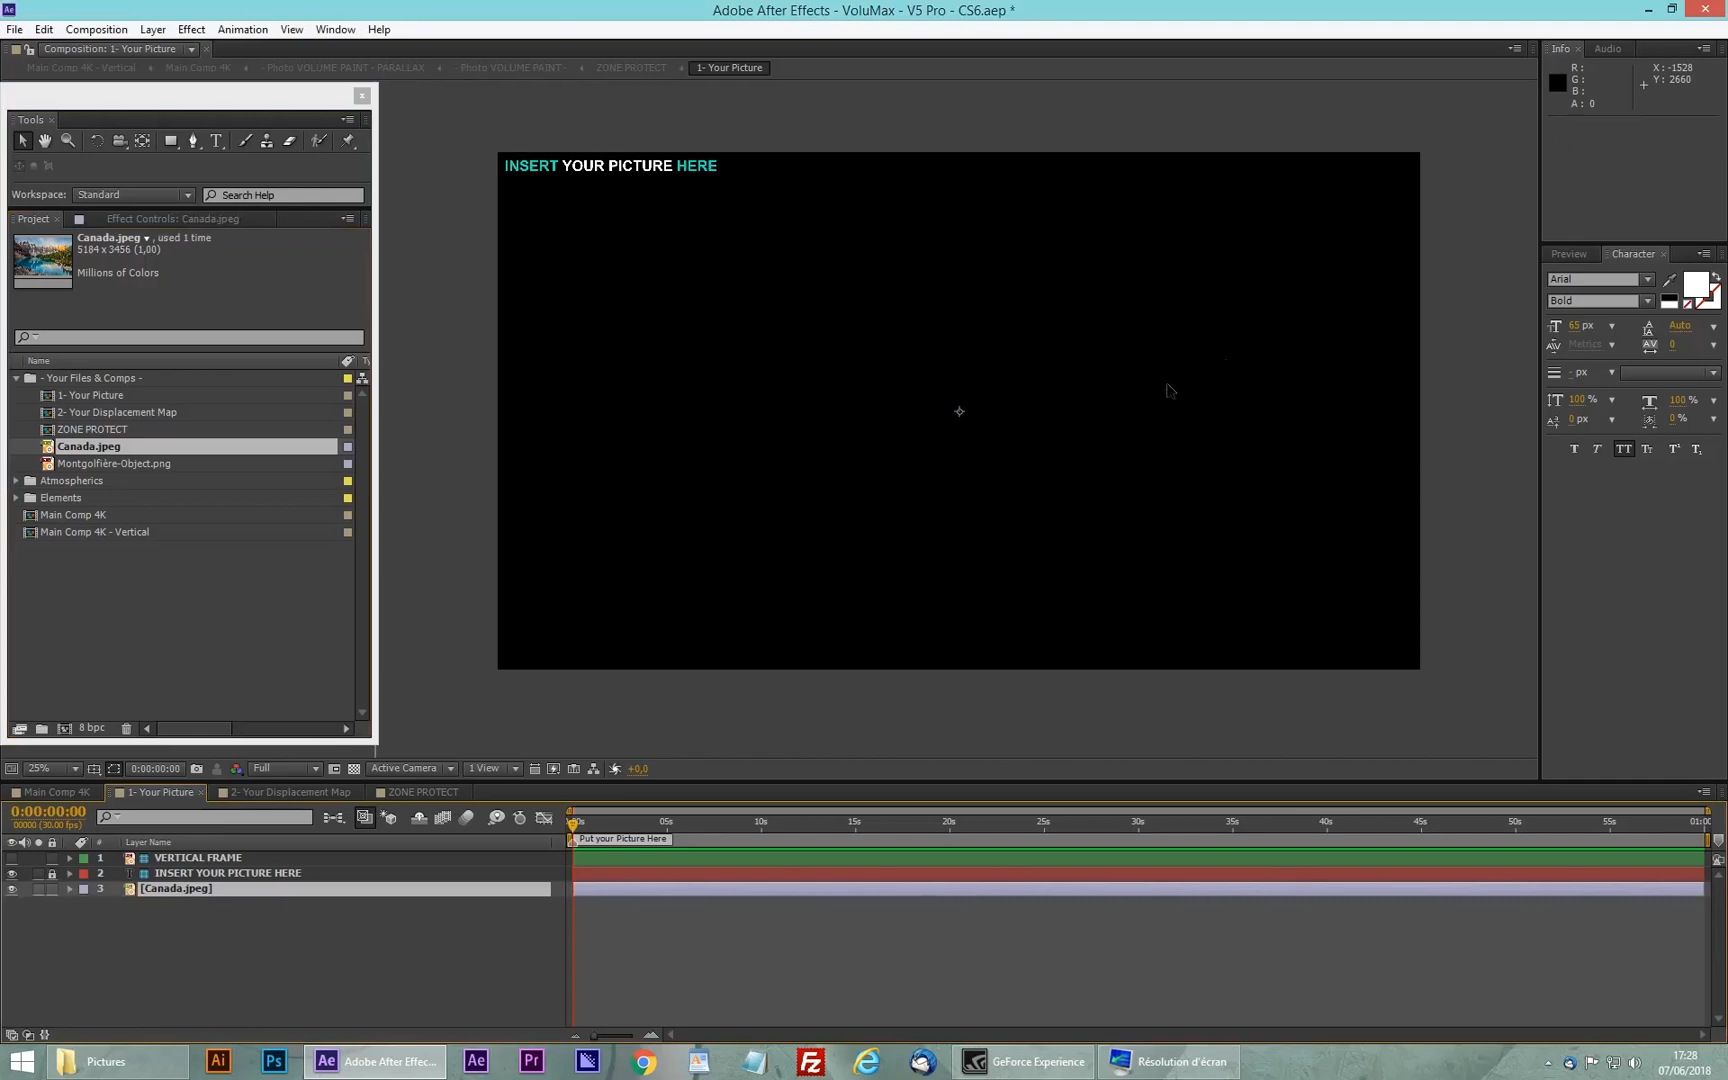 Adobe After Effects - VoluMax - V5 Pro - CS6.aep *
File Edit Composition Layer Effect Animation View Window Help
Composition: 1- Your Picture
Main Comp 4K - Vertical Main Comp 4K - Photo VOLUME PAINT - PARALLAX - Photo VOLUME PAINT - ZONE PROTECT 1- Your Picture
Info Audio
R: X: -1528
G: Y: 2660
B:
A: 0
Tools
Workspace: Standard Search Help
Project Effect Controls: Canada.jpeg
Canada.jpeg , used 1 time
5184 x 3456 (1,00)
Millions of Colors
Name Ty
- Your Files & Comps -
1- Your Picture
2- Your Displacement Map
ZONE PROTECT
Canada.jpeg
Montgolfière-Object.png
Atmospherics
Elements
Main Comp 4K
Main Comp 4K - Vertical
8 bpc
INSERT YOUR PICTURE HERE
Preview Character
Arial
Bold
65 px Auto
Metrics 0
- px
100 % 100 %
0 px 0 %
25% 0:00:00:00 Full Active Camera 1 View +0,0
Main Comp 4K 1- Your Picture 2- Your Displacement Map ZONE PROTECT
0:00:00:00
00000 (30.00 fps)
:00s 05s 10s 15s 20s 25s 30s 35s 40s 45s 50s 55s 01:00
Put your Picture Here
# Layer Name
1 VERTICAL FRAME
2 INSERT YOUR PICTURE HERE
3 [Canada.jpeg]
Pictures Adobe After Effec... GeForce Experience Résolution d'écran
17:28
07/06/2018